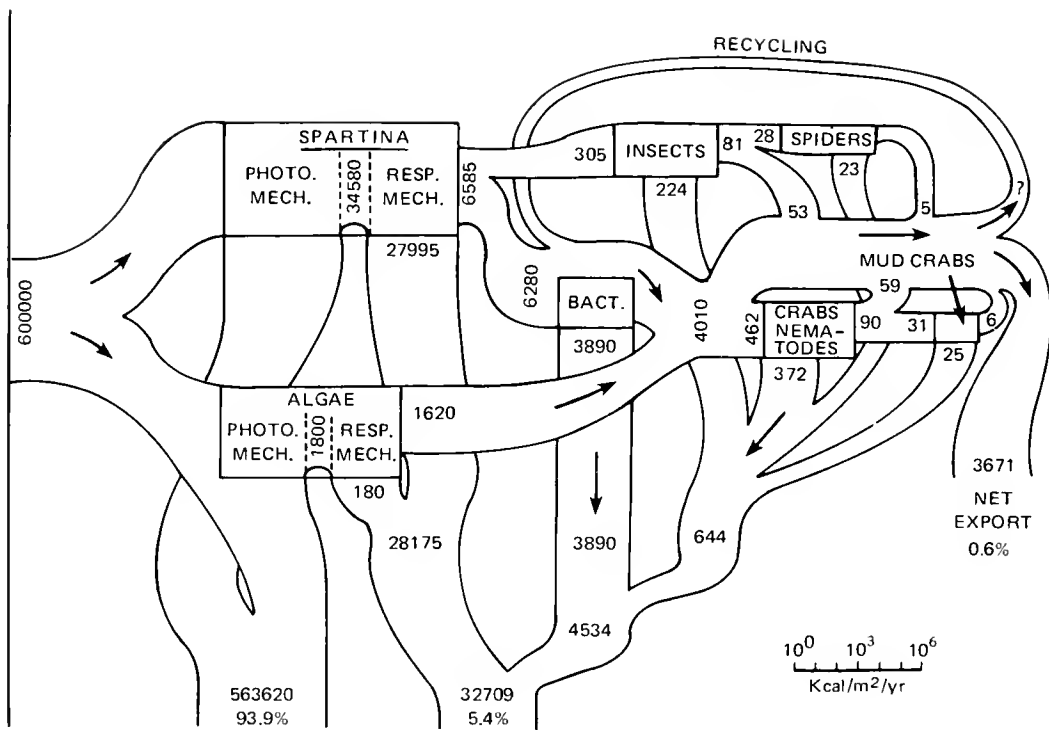 RECYCLING
SPARTINA
PHOTO.
MECH.
34580
RESP.
MECH.
6585
305
INSECTS
81
28
SPIDERS
224
23
53
5
?
27995
600000
6280
BACT.
3890
4010
MUD CRABS
59
462
CRABS
NEMA-
TODES
90
31
6
25
372
ALGAE
PHOTO.
MECH.
1800
RESP.
MECH.
1620
180
28175
3890
644
3671
NET
EXPORT
0.6%
4534
563620
93.9%
32709
5.4%
10⁰ 10³ 10⁶
Kcal/m²/yr